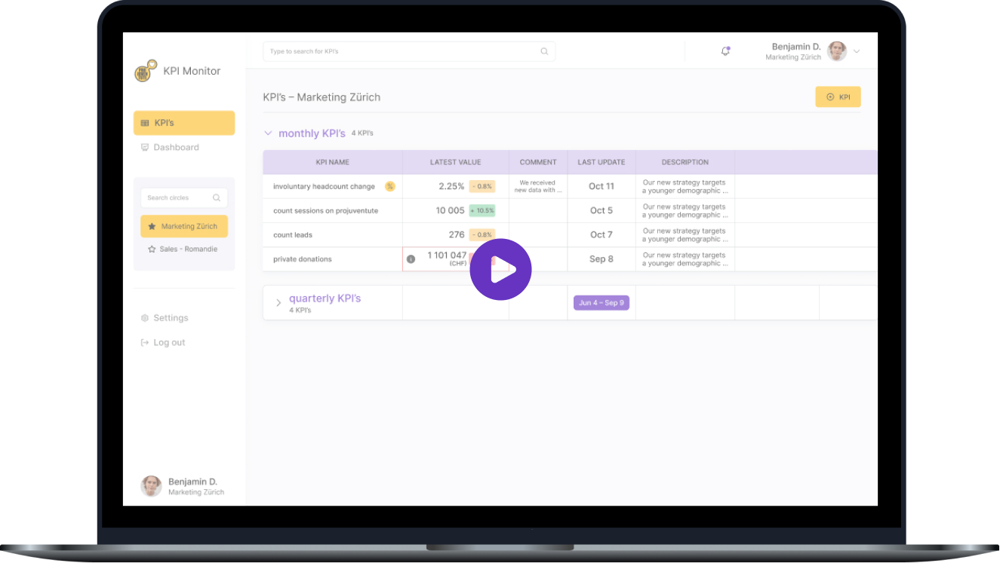 Type to search for KPI's
Benjamin D.
Marketing Zürich
PRO
JUVEN
TUTE
KPI Monitor
KPI's – Marketing Zürich
KPI
KPI's
Dashboard
monthly KPI's 4 KPI's
KPI NAME LATEST VALUE COMMENT LAST UPDATE DESCRIPTION
involuntary headcount change % 2.25% - 0.8% We received
new data with ... Oct 11 Our new strategy targets
a younger demographic ...
Search circles
count sessions on projuventute 10 005 + 10.5% Oct 5 Our new strategy targets
a younger demographic ...
Marketing Zürich
count leads 276 - 0.8% Oct 7 Our new strategy targets
a younger demographic ...
Sales - Romandie
private donations i 1 101 047
(CHF) Sep 8 Our new strategy targets
a younger demographic ...
quarterly KPI's
4 KPI's
Jun 4 – Sep 9
Settings
Log out
Benjamin D.
Marketing Zürich